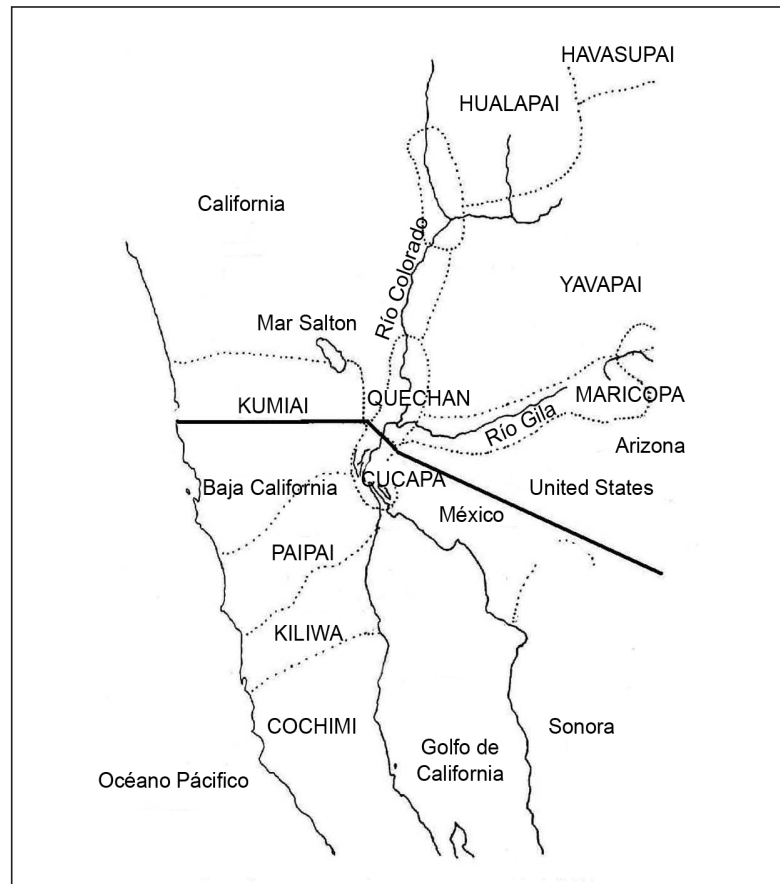 HAVASUPAI
HUALAPAI
California
Río Colorado
YAVAPAI
Mar Salton
KUMIAI
QUECHAN
MARICOPA
Río Gila
Arizona
Baja California
CUCAPA
United States
México
PAIPAI
KILIWA
COCHIMI
Sonora
Golfo de
California
Océano Pácifico